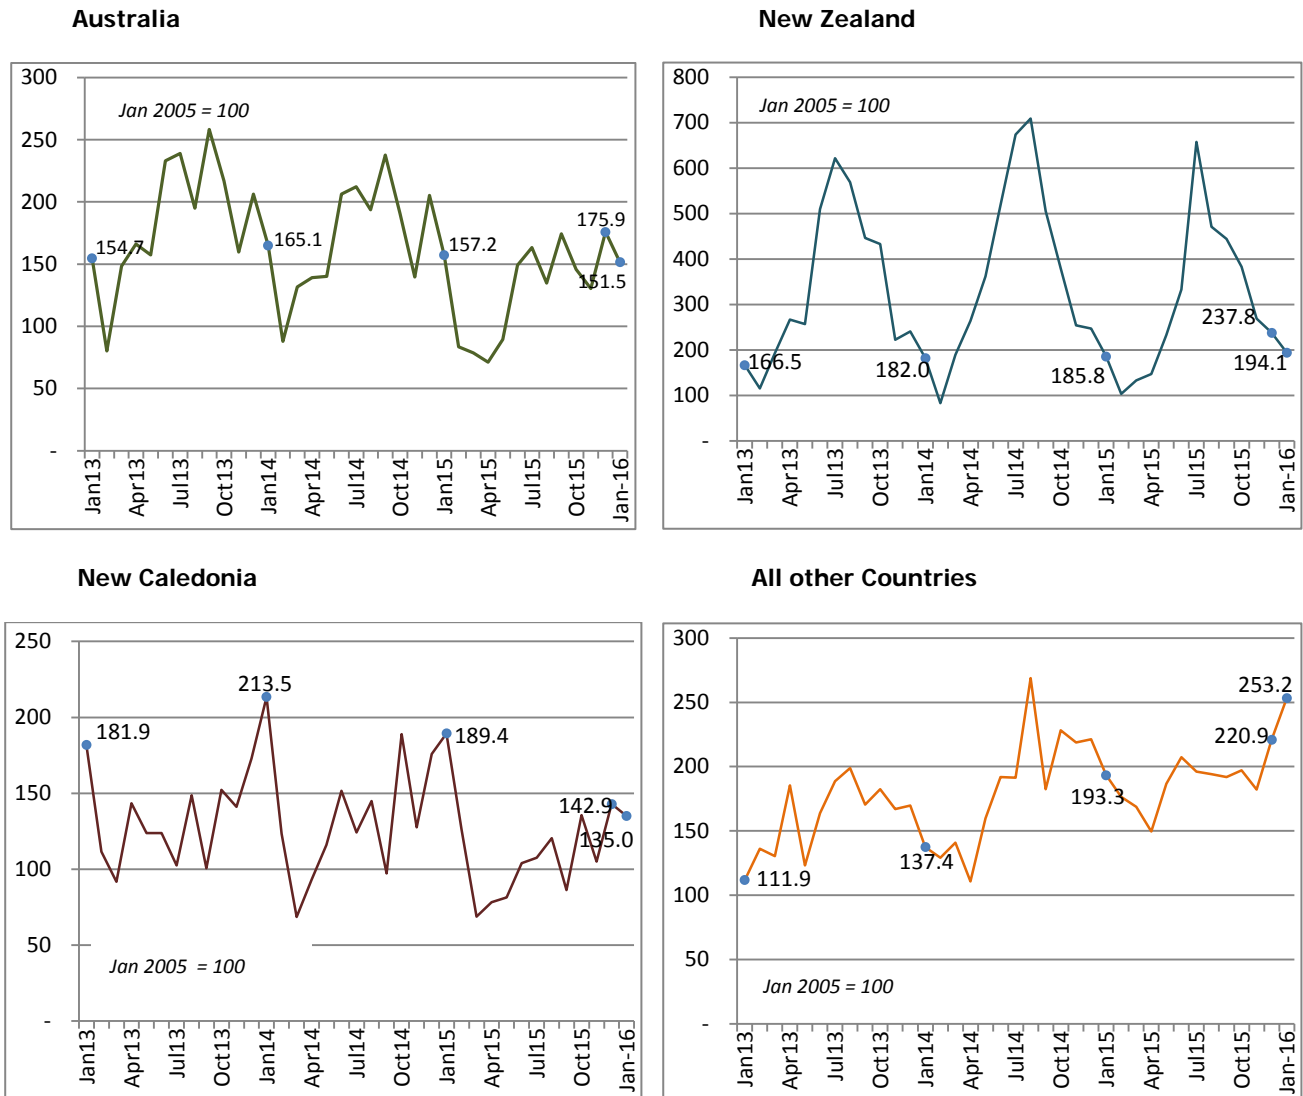 Australia
300
250
200
150
100
50
-
Jan 2005 = 100
154.7
165.1
157.2
175.9
151.5
Jan13
Apr13
Jul13
Oct13
Jan14
Apr14
Jul14
Oct14
Jan15
Apr15
Jul15
Oct15
Jan-16
New Zealand
800
700
600
500
400
300
200
100
-
Jan 2005 = 100
166.5
182.0
185.8
237.8
194.1
Jan13
Apr13
Jul13
Oct13
Jan14
Apr14
Jul14
Oct14
Jan15
Apr15
Jul15
Oct15
Jan-16
New Caledonia
250
200
150
100
50
-
181.9
213.5
189.4
142.9
135.0
Jan 2005 = 100
Jan13
Apr13
Jul13
Oct13
Jan14
Apr14
Jul14
Oct14
Jan15
Apr15
Jul15
Oct15
Jan-16
All other Countries
300
250
200
150
100
50
-
111.9
137.4
193.3
220.9
253.2
Jan 2005 = 100
Jan13
Apr13
Jul13
Oct13
Jan14
Apr14
Jul14
Oct14
Jan15
Apr15
Jul15
Oct15
Jan-16